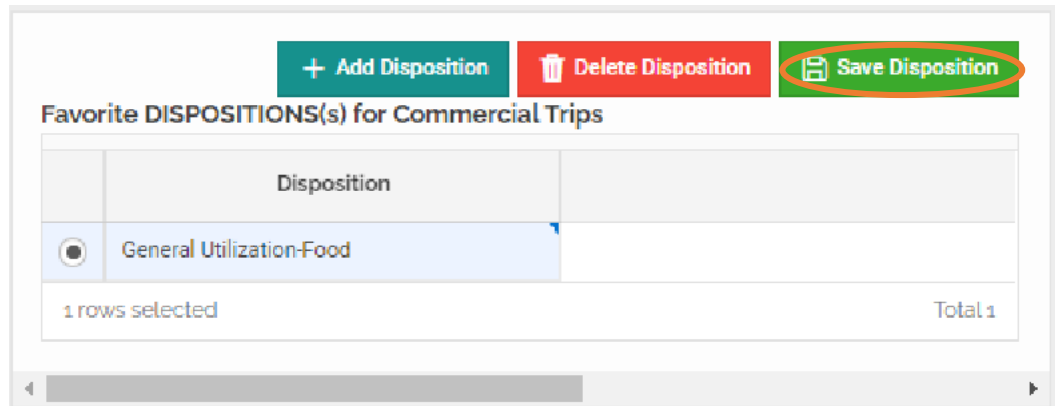 + Add Disposition Delete Disposition Save Disposition
Favorite DISPOSITIONS(s) for Commercial Trips
Disposition
General Utilization-Food
1 rows selected Total 1